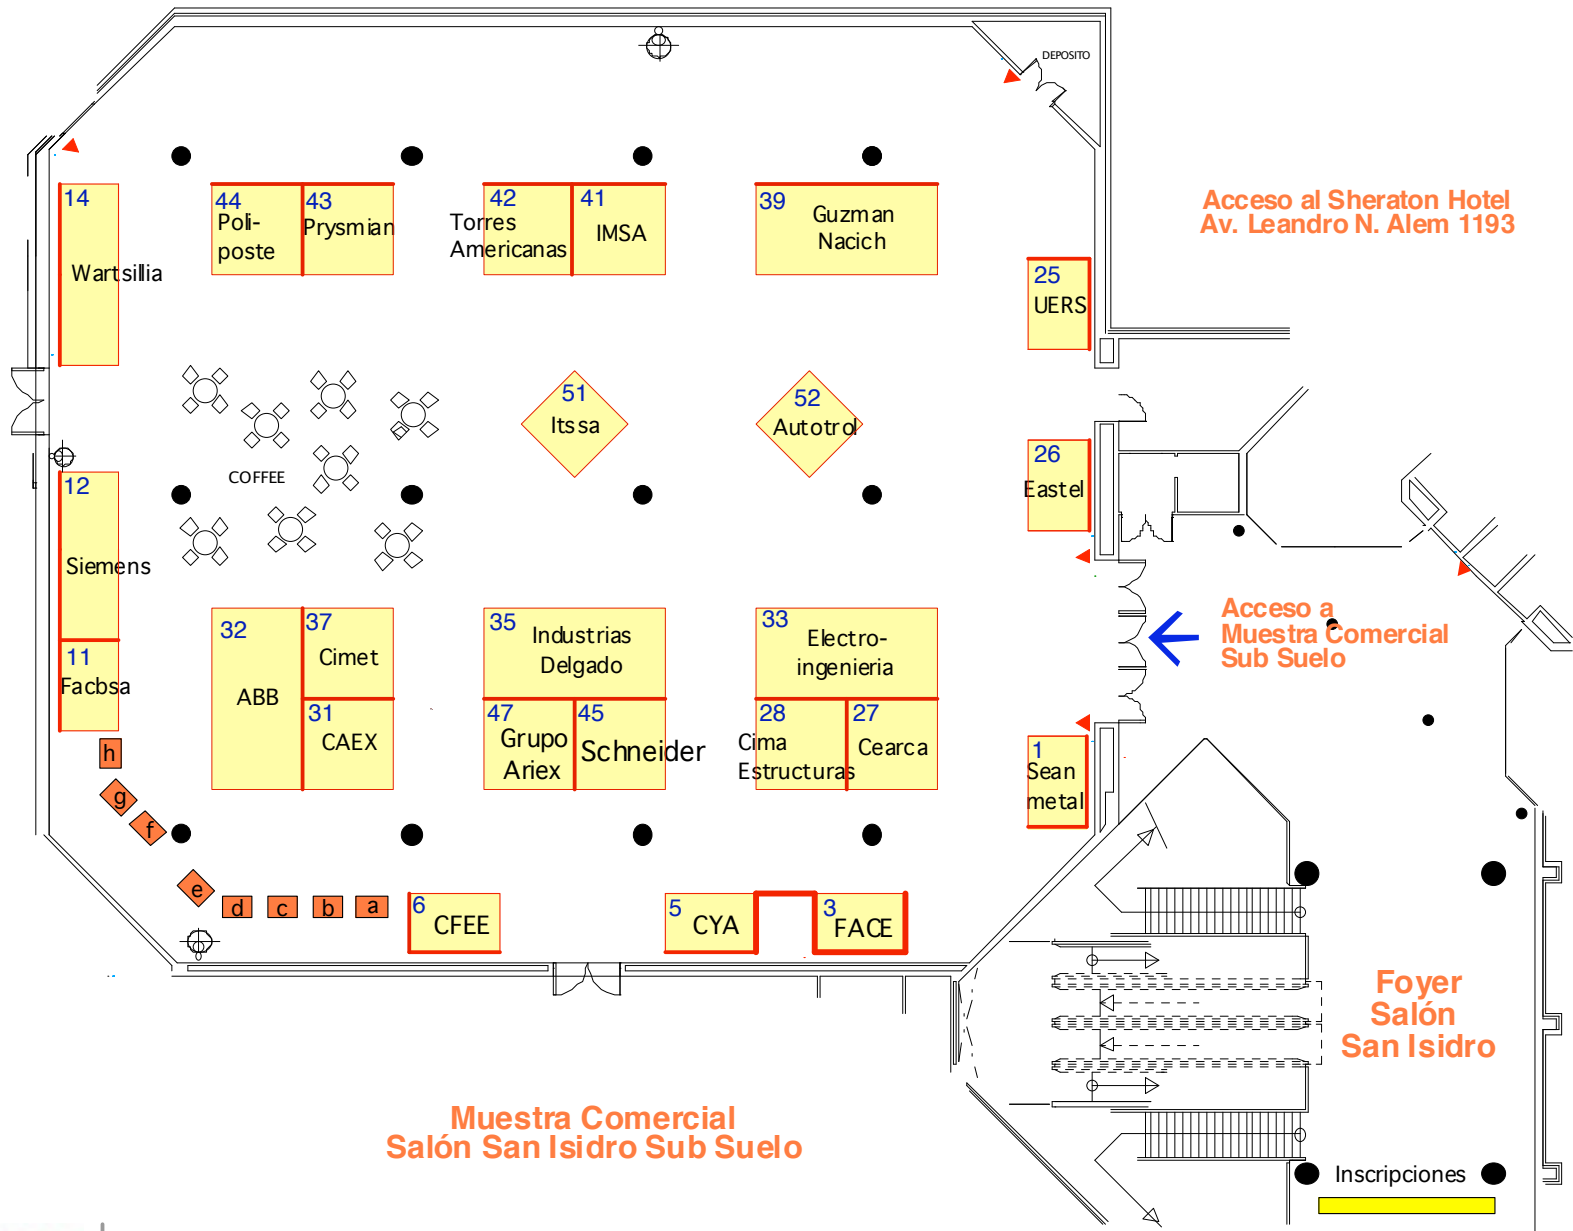 DEPOSITO
14
Wartsillia
44
Poli-
poste
43
Prysmian
42
Torres
Americanas
41
IMSA
39
Guzman
Nacich
Acceso al Sheraton Hotel
Av. Leandro N. Alem 1193
25
UERS
51
Itssa
52
Autotrol
COFFEE
26
Eastel
12
Siemens
11
Facbsa
32
ABB
37
Cimet
31
CAEX
35
Industrias
Delgado
47
Grupo
Ariex
45
Schneider
33
Electro-
ingenieria
28
Cima
Estructuras
27
Cearca
Acceso a
Muestra Comercial
Sub Suelo
1
Sean
metal
h
g
f
e
d
c
b
a
6
CFEE
5
CYA
3
FACE
Foyer
Salón
San Isidro
Muestra Comercial
Salón San Isidro Sub Suelo
Inscripciones